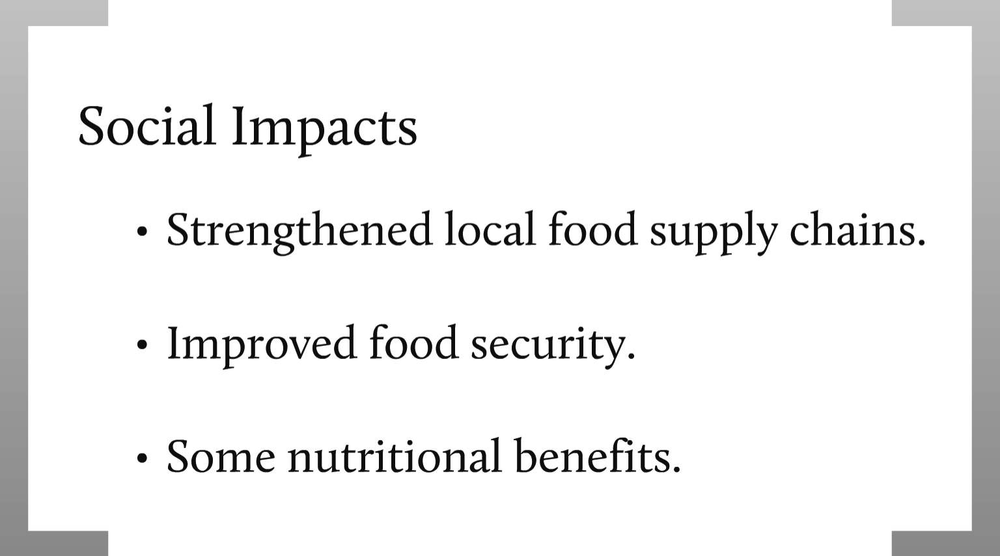 Social Impacts
• Strengthened local food supply chains.
• Improved food security.
• Some nutritional benefits.